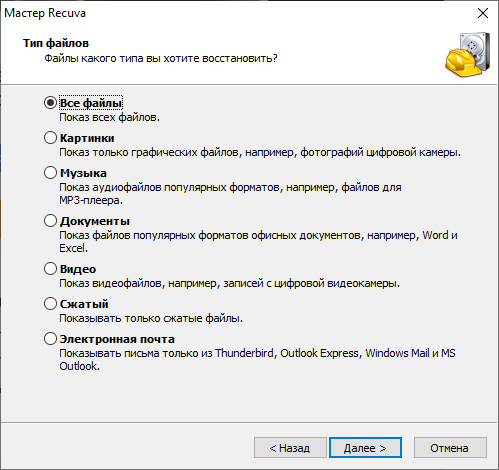 Мастер Recuva
Тип файлов
Файлы какого типа вы хотите восстановить?
Все файлы
Показ всех файлов.
Картинки
Показ только графических файлов, например, фотографий цифровой камеры.
Музыка
Показ аудиофайлов популярных форматов, например, файлов для
MP3-плеера.
Документы
Показ файлов популярных форматов офисных документов, например, Word и
Excel.
Видео
Показ видеофайлов, например, записей с цифровой видеокамеры.
Сжатый
Показывать только сжатые файлы.
Электронная почта
Показывать письма только из Thunderbird, Outlook Express, Windows Mail и MS
Outlook.
< Назад
Далее >
Отмена